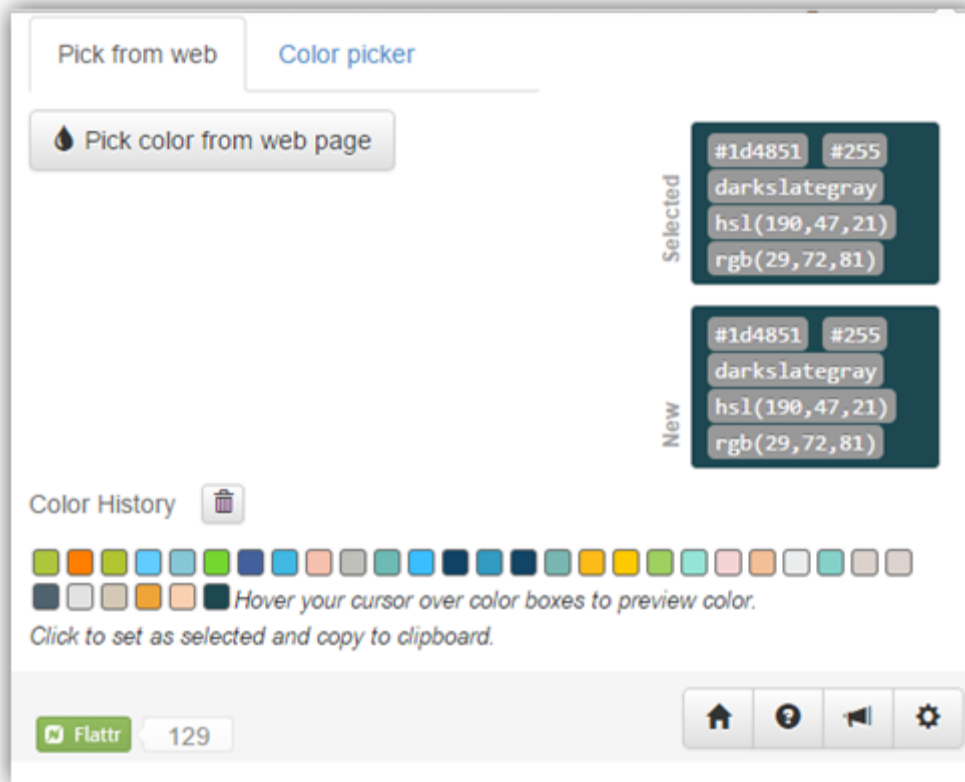 Pick from web Color picker
Pick color from web page
Selected
#1d4851 #255
darkslategray
hsl(190,47,21)
rgb(29,72,81)
New
#1d4851 #255
darkslategray
hsl(190,47,21)
rgb(29,72,81)
Color History
Hover your cursor over color boxes to preview color.
Click to set as selected and copy to clipboard.
Flattr 129